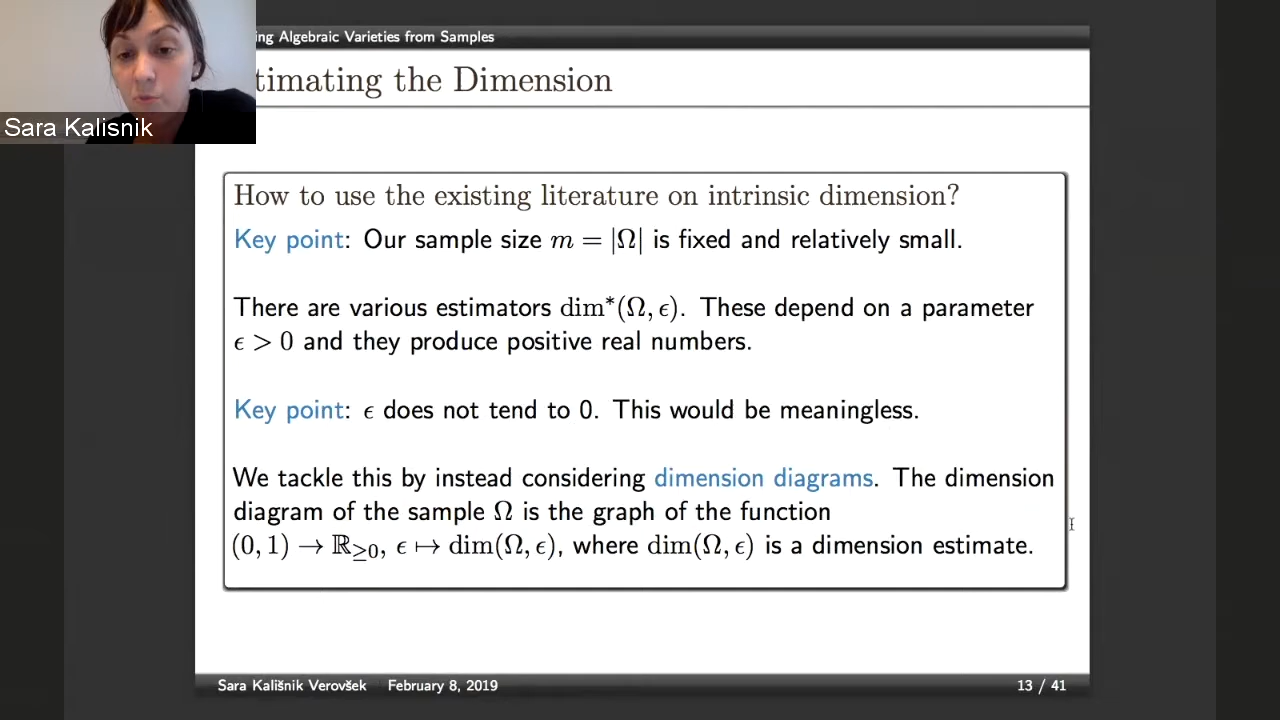 ing Algebraic Varieties from Samples
timating the Dimension
Sara Kalisnik
How to use the existing literature on intrinsic dimension?
Key point: Our sample size m = |Ω| is fixed and relatively small.
There are various estimators dim*(Ω, ϵ). These depend on a parameter
ϵ > 0 and they produce positive real numbers.
Key point: ϵ does not tend to 0. This would be meaningless.
We tackle this by instead considering dimension diagrams. The dimension
diagram of the sample Ω is the graph of the function
(0, 1) → ℝ≥0, ϵ ↦ dim(Ω, ϵ), where dim(Ω, ϵ) is a dimension estimate.
Sara Kališnik Verovšek February 8, 2019 13 / 41